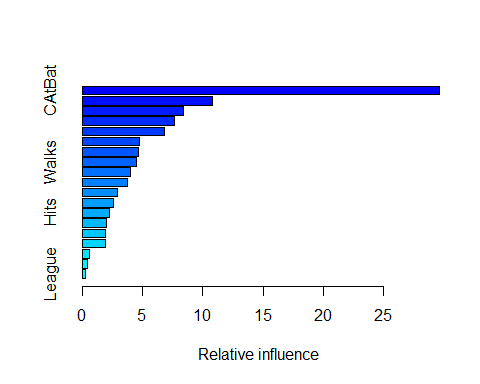 CAtBat
Walks
Hits
League
0 5 10 15 20 25
Relative influence